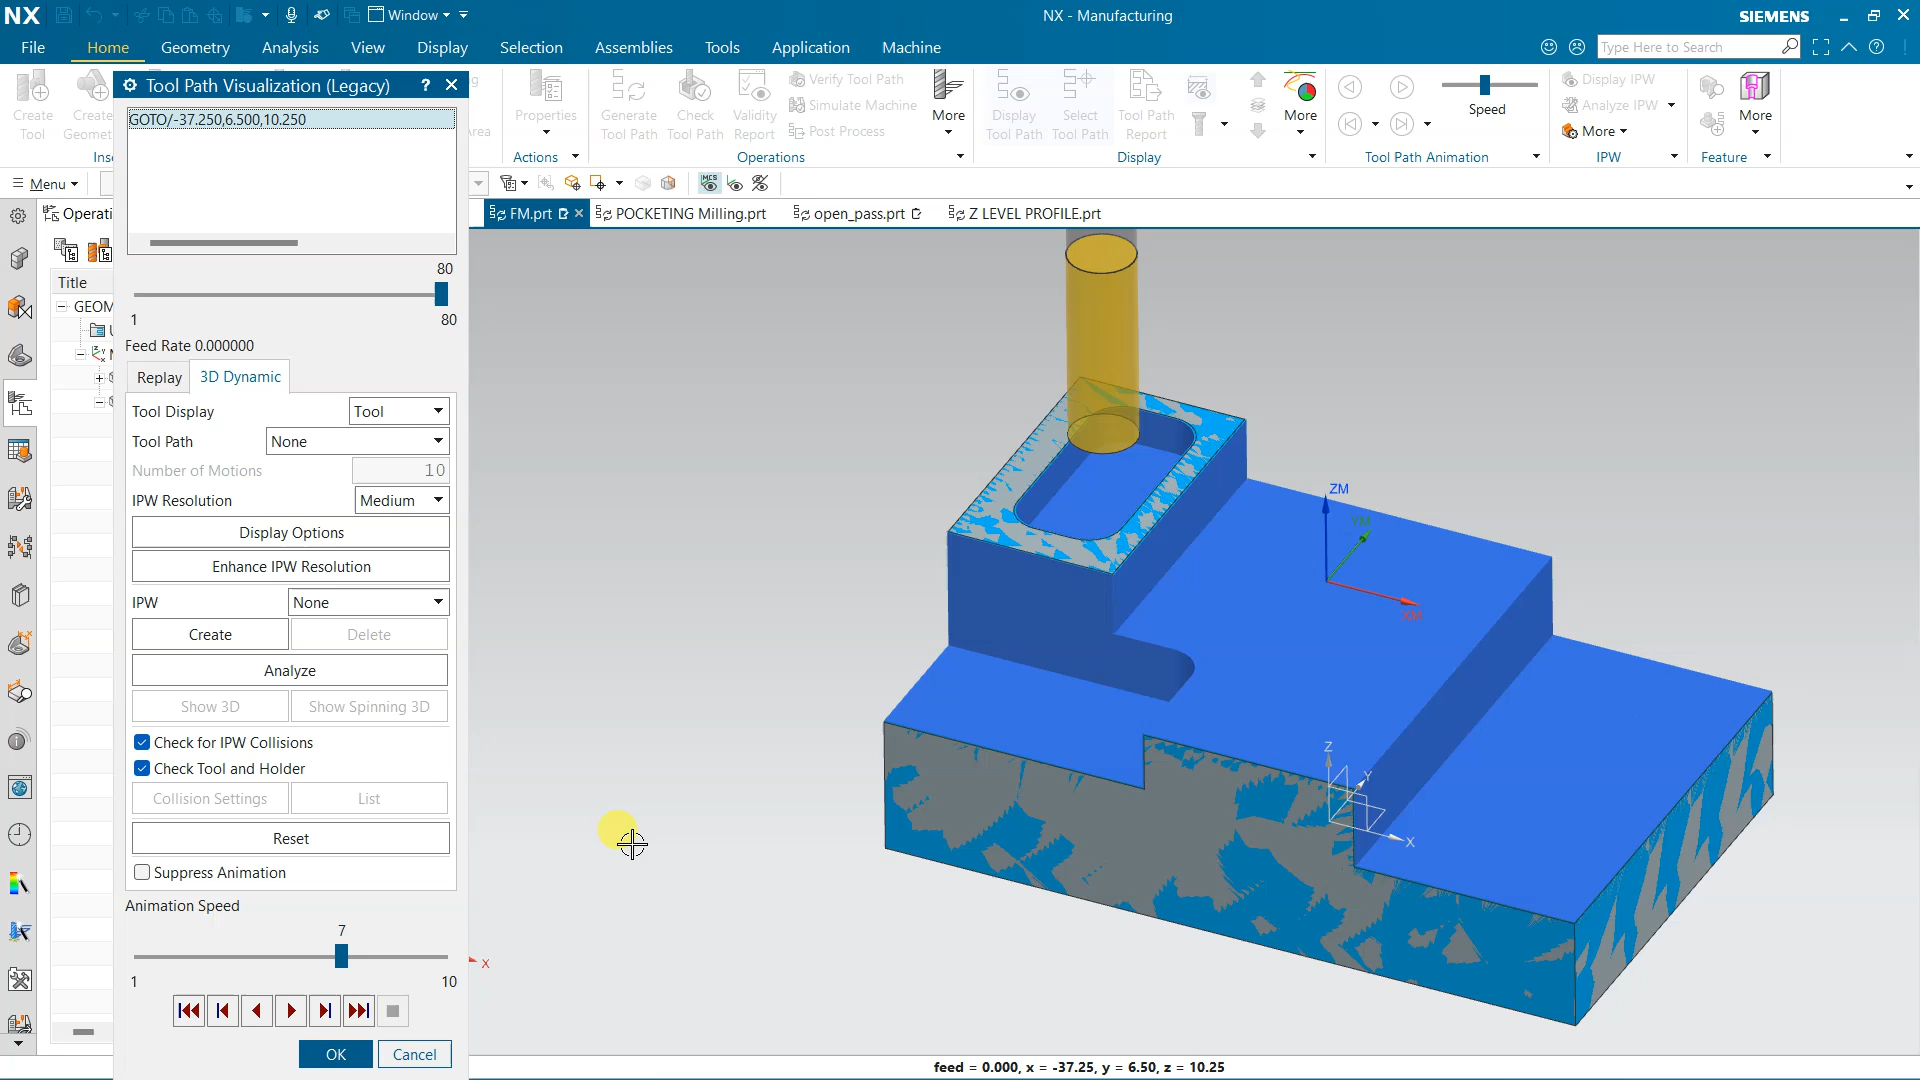 NX
Window
NX - Manufacturing
SIEMENS
File
Home
Geometry
Analysis
View
Display
Selection
Assemblies
Tools
Application
Machine
Type Here to Search
Tool Path Visualization (Legacy)
?
Create Tool
Create
Properties
Actions
Generate Tool Path
Check Tool Path
Validity Report
Verify Tool Path
Simulate Machine
Post Process
More
Operations
Display Tool Path
Select Tool Path
Tool Path Report
More
Display
Speed
Tool Path Animation
Display IPW
Analyze IPW
More
IPW
More
Feature
Menu
MCS
FM.prt
POCKETING Milling.prt
open_pass.prt
Z LEVEL PROFILE.prt
Operati
Title
GEOM
GOTO/-37.250,6.500,10.250
80
1
80
Feed Rate 0.000000
Replay
3D Dynamic
Tool Display
Tool
Tool Path
None
Number of Motions
10
IPW Resolution
Medium
Display Options
Enhance IPW Resolution
IPW
None
Create
Delete
Analyze
Show 3D
Show Spinning 3D
Check for IPW Collisions
Check Tool and Holder
Collision Settings
List
Reset
Suppress Animation
Animation Speed
7
1
10
OK
Cancel
ZM
YM
XM
Z
Y
X
X
feed = 0.000, x = -37.25, y = 6.50, z = 10.25